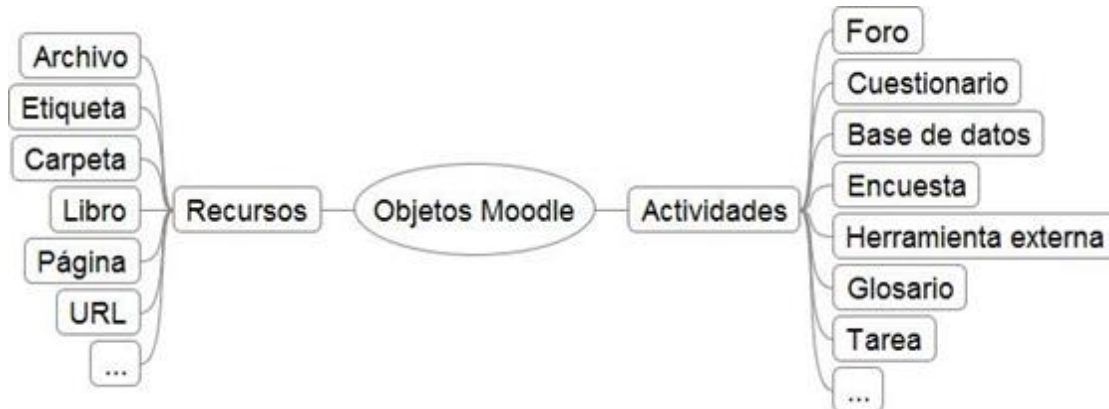 Archivo
Etiqueta
Carpeta
Libro
Página
URL
...
Recursos
Objetos Moodle
Actividades
Foro
Cuestionario
Base de datos
Encuesta
Herramienta externa
Glosario
Tarea
...